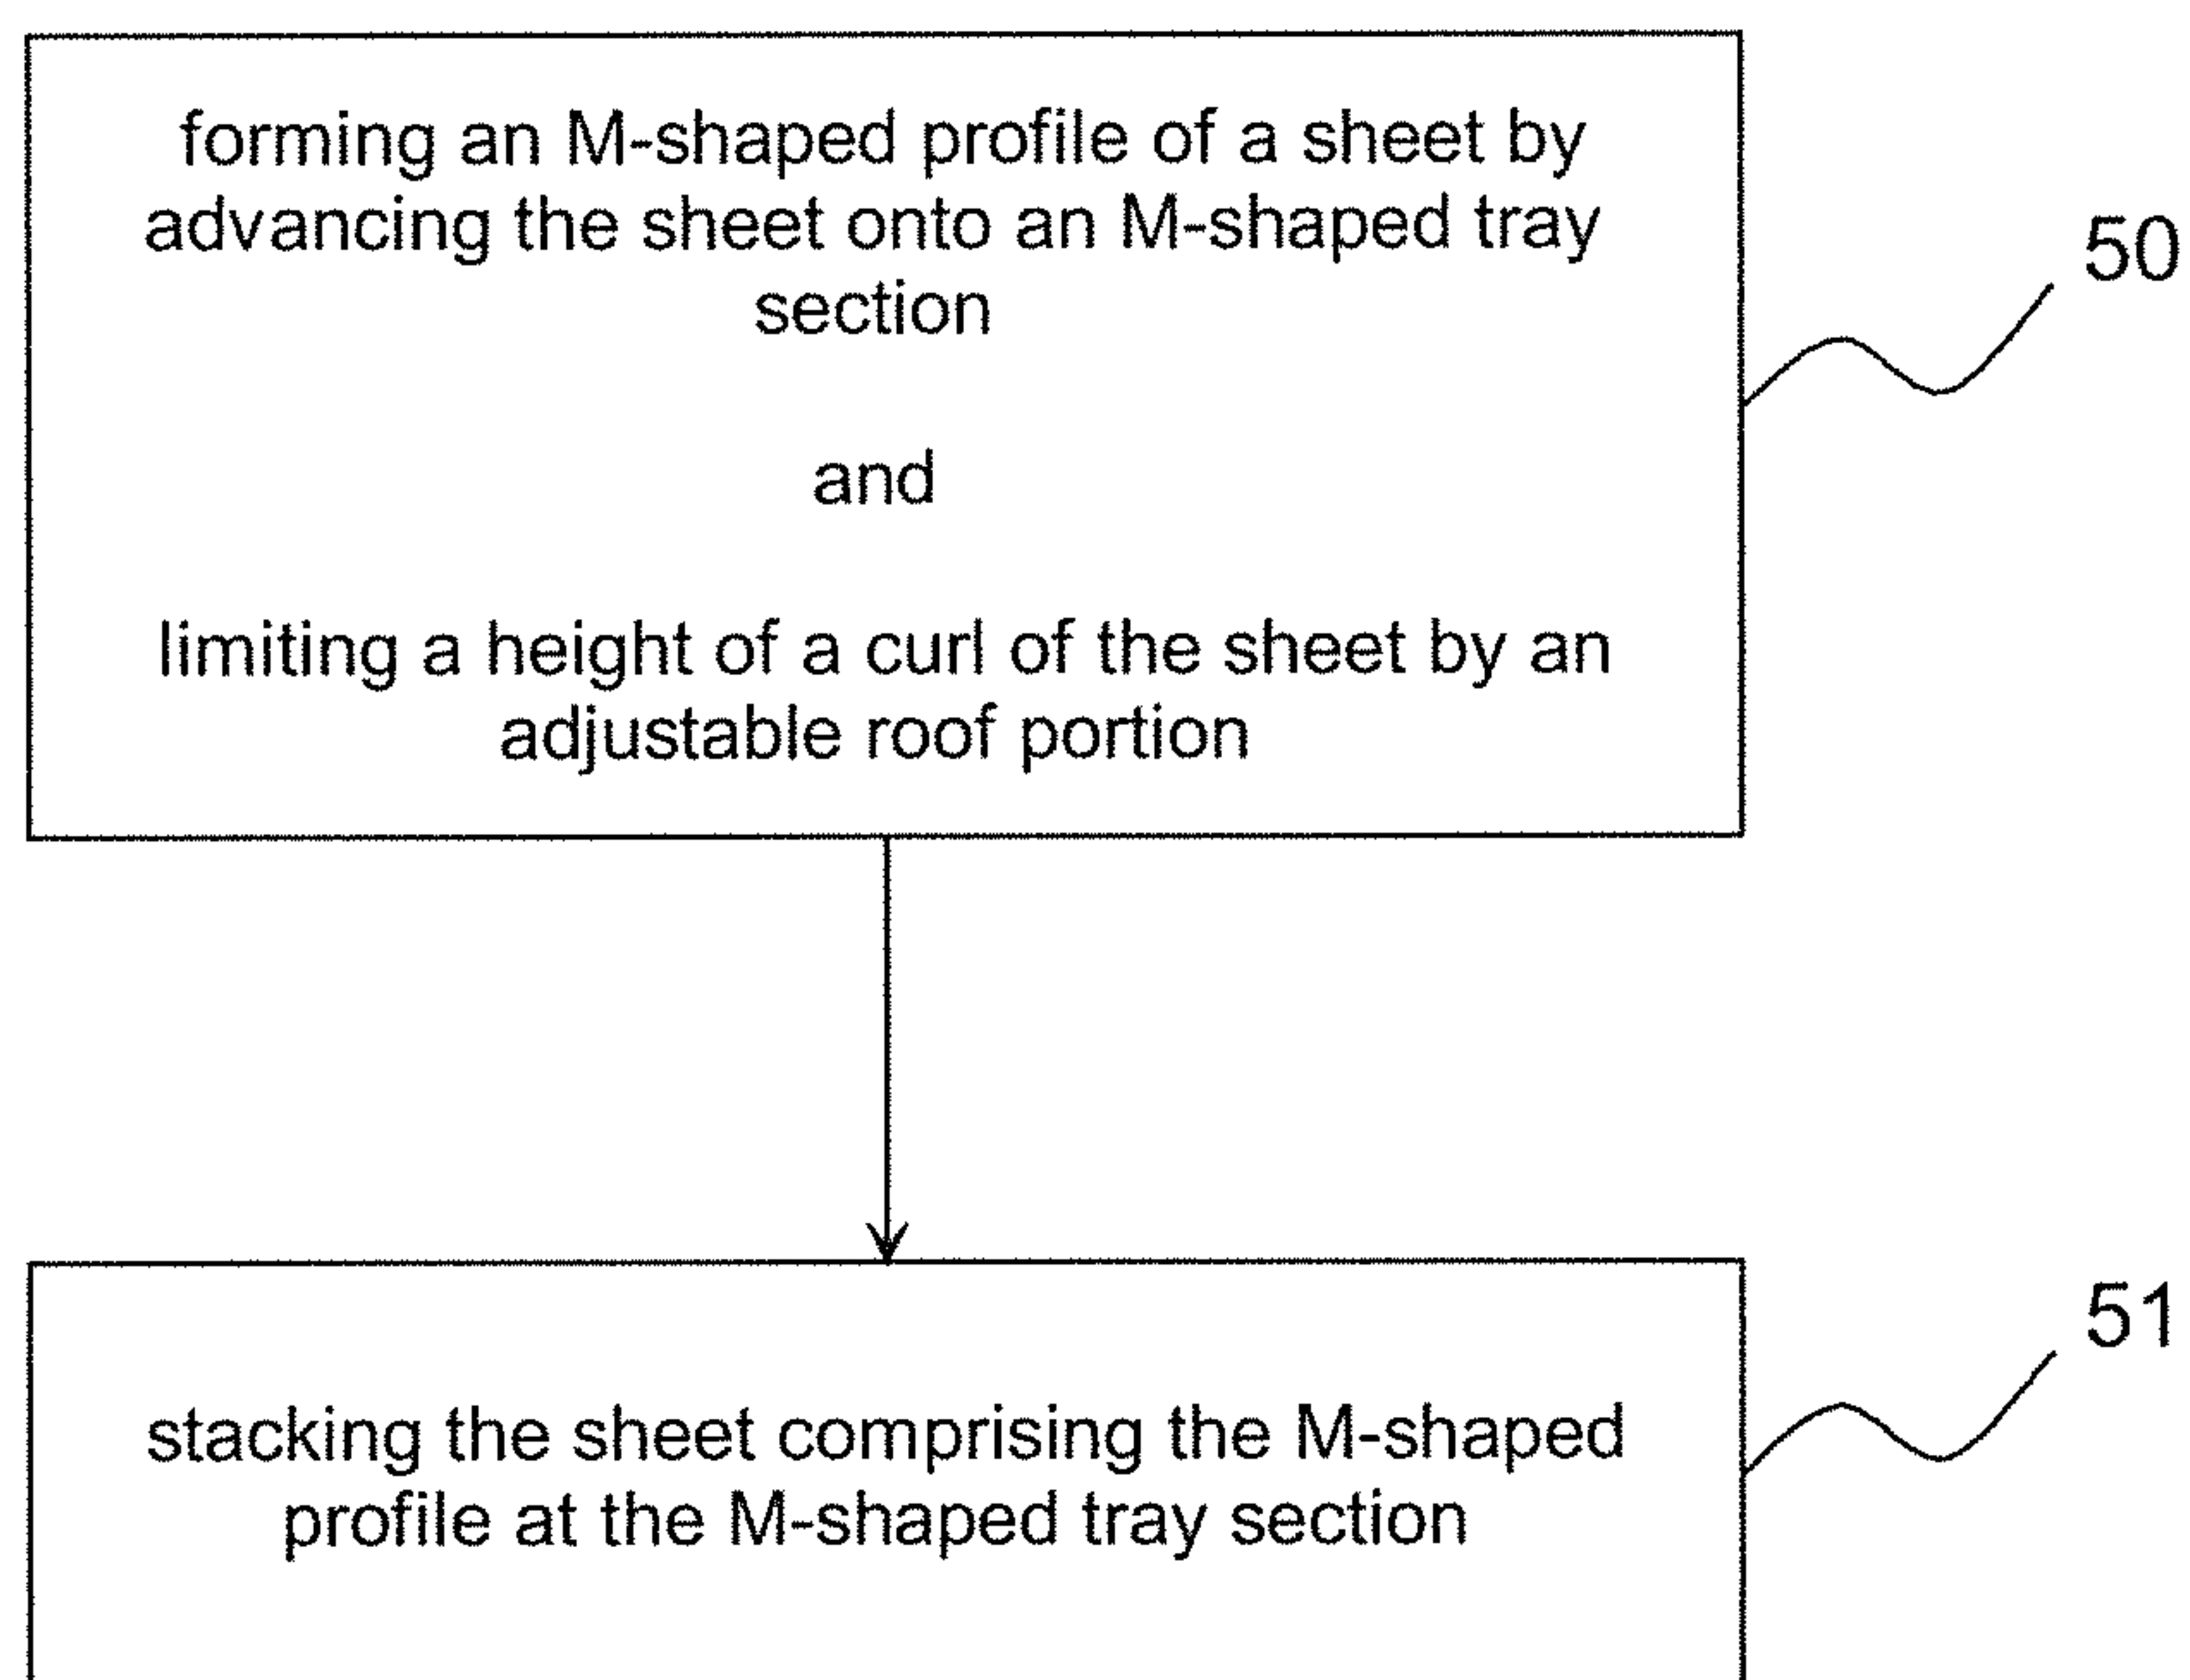 forming an M-shaped profile of a sheet by
advancing the sheet onto an M-shaped tray
section
and
limiting a height of a curl of the sheet by an
adjustable roof portion
50
stacking the sheet comprising the M-shaped
profile at the M-shaped tray section
51